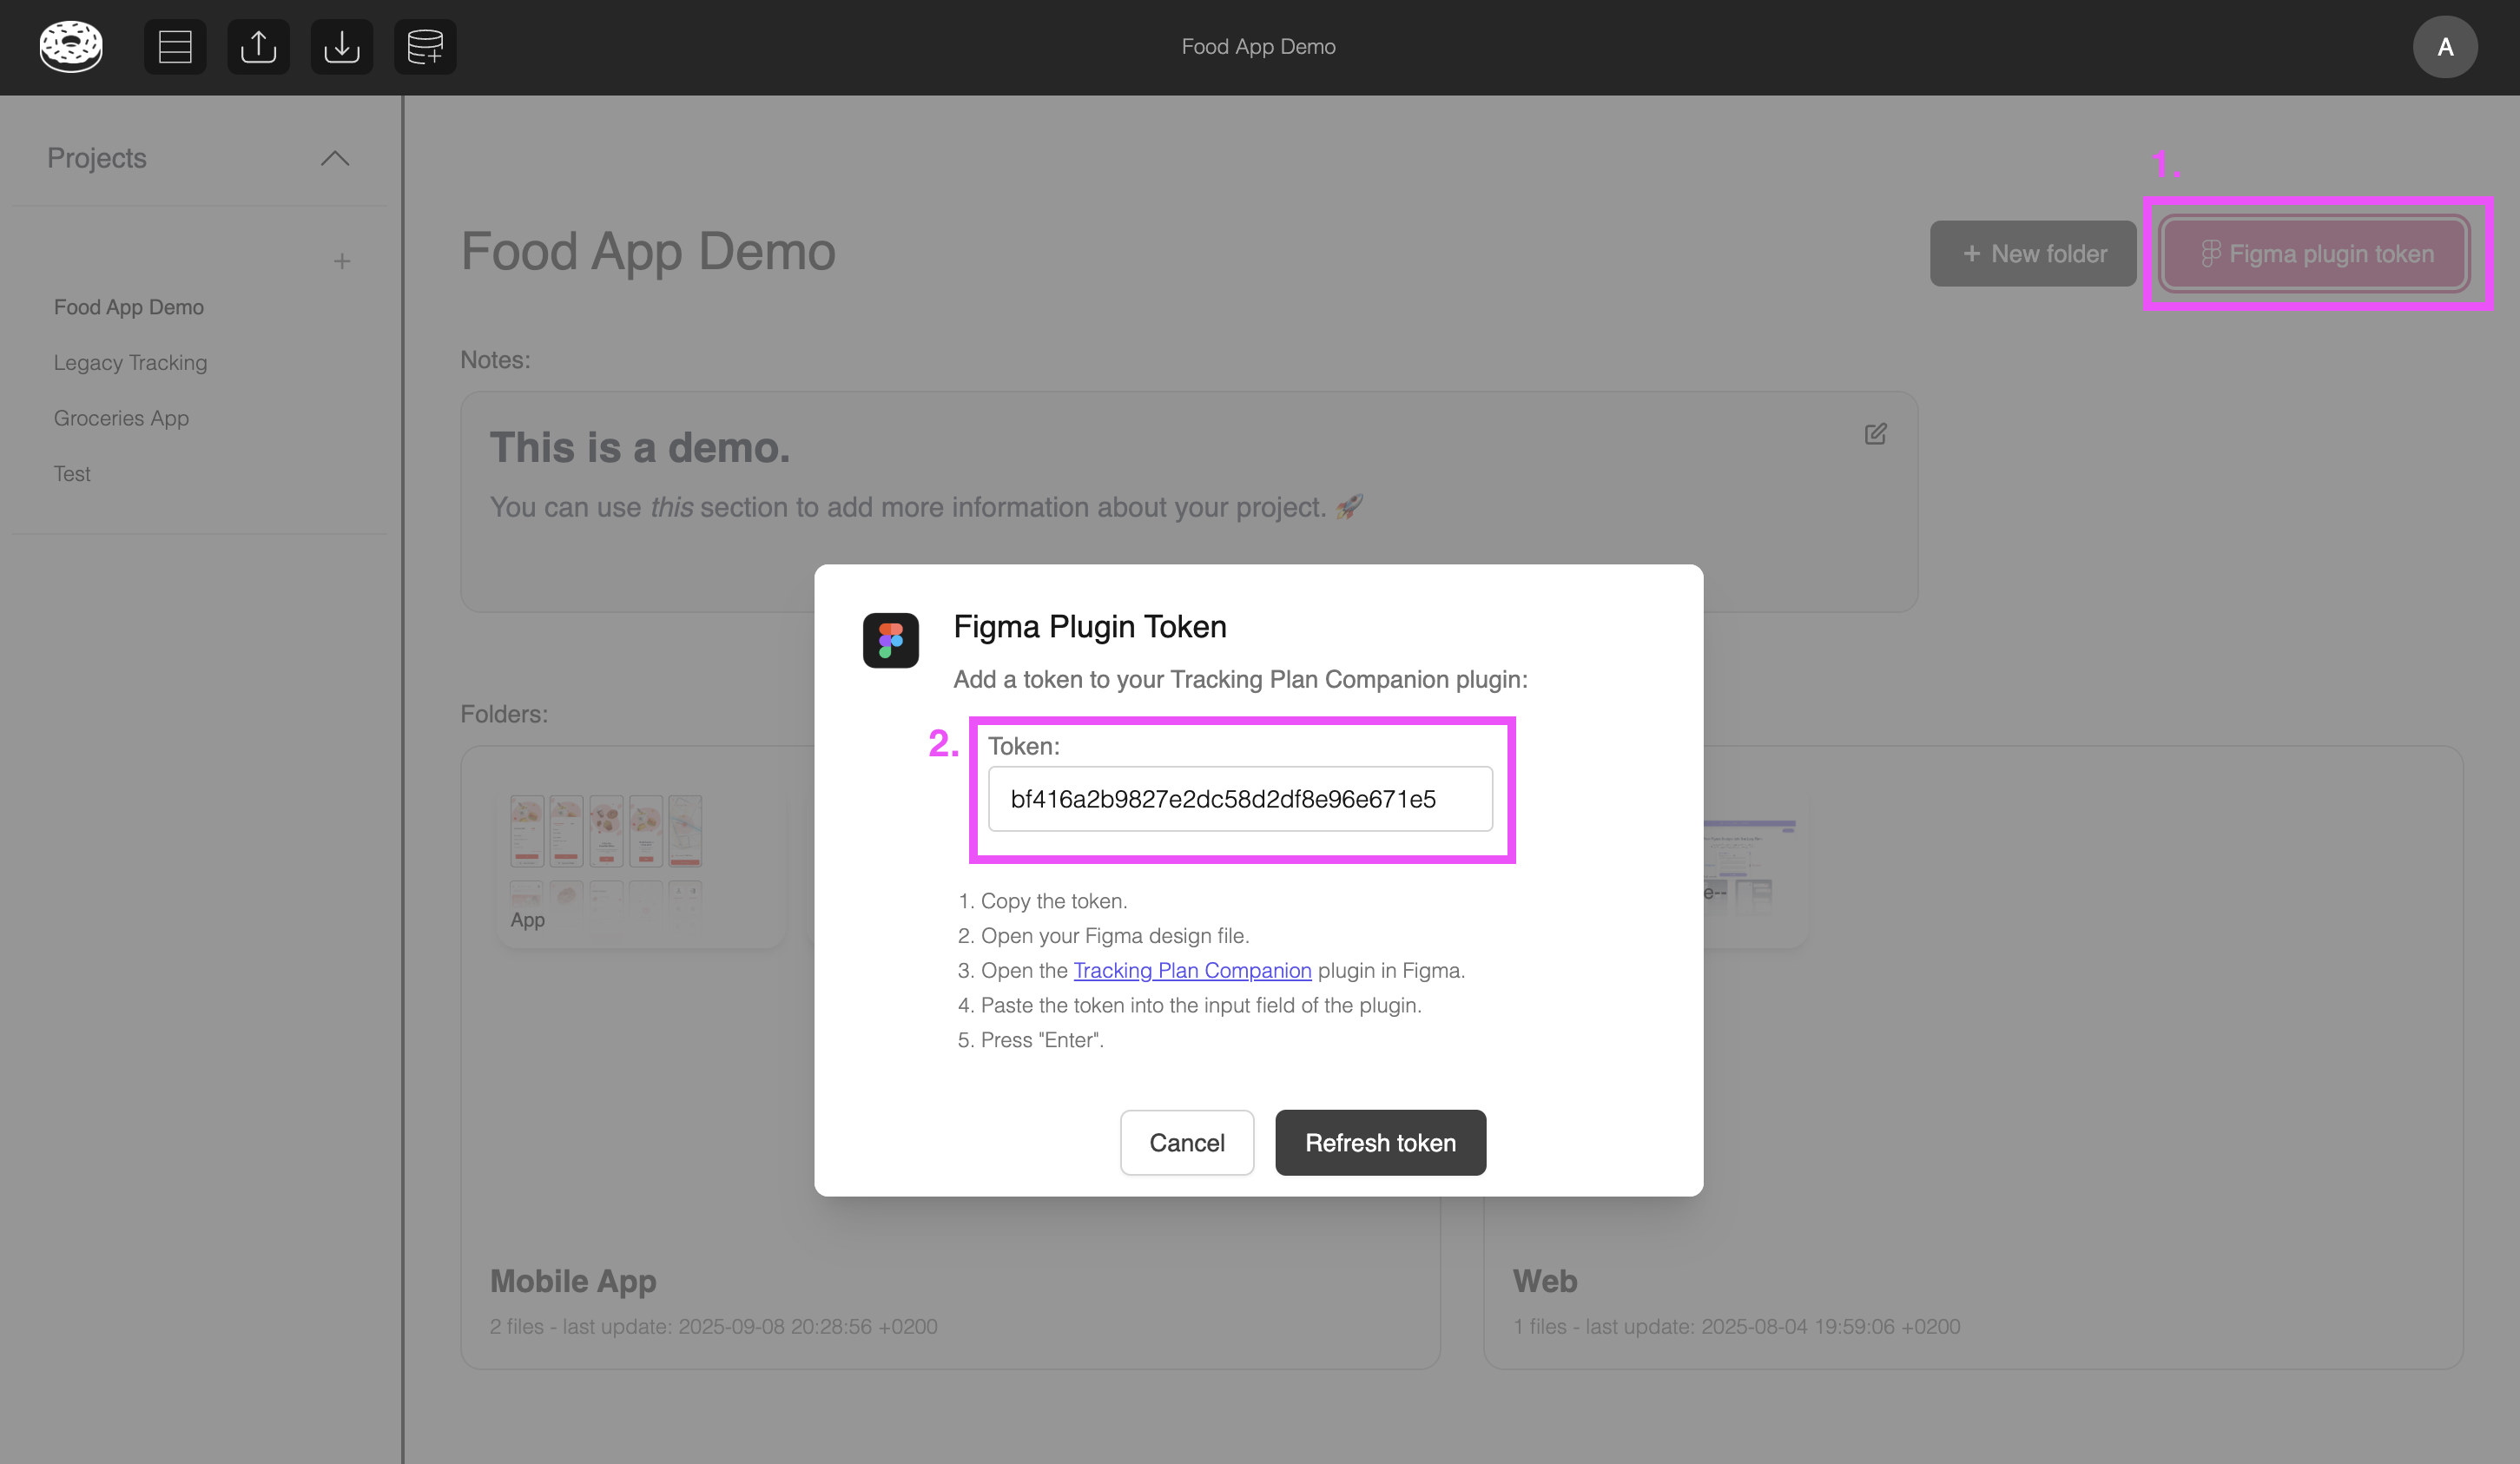 Food App Demo
A
Projects
+
Food App Demo
Legacy Tracking
Groceries App
Test
1.
Food App Demo
+ New folder
Figma plugin token
Notes:
This is a demo.
You can use this section to add more information about your project. 🚀
Figma Plugin Token
Add a token to your Tracking Plan Companion plugin:
2.
Token:
bf416a2b9827e2dc58d2df8e96e671e5
1. Copy the token.
2. Open your Figma design file.
3. Open the Tracking Plan Companion plugin in Figma.
4. Paste the token into the input field of the plugin.
5. Press "Enter".
Cancel
Refresh token
Folders:
App
e--
Mobile App
2 files - last update: 2025-09-08 20:28:56 +0200
Web
1 files - last update: 2025-08-04 19:59:06 +0200